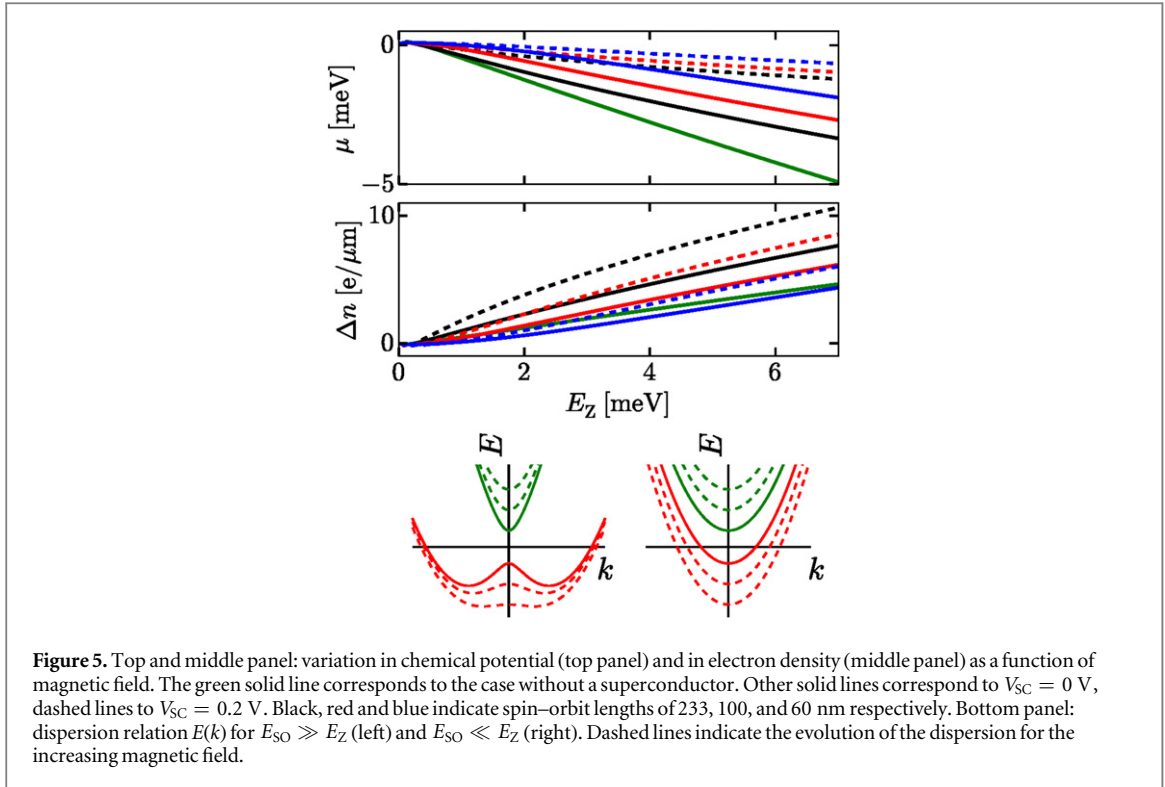 0
μ [meV]
−5
10
Δn [e/μm]
0
0 2 4 6
E_Z [meV]
E E
k k
Figure 5. Top and middle panel: variation in chemical potential (top panel) and in electron density (middle panel) as a function of
magnetic field. The green solid line corresponds to the case without a superconductor. Other solid lines correspond to V_SC = 0 V,
dashed lines to V_SC = 0.2 V. Black, red and blue indicate spin–orbit lengths of 233, 100, and 60 nm respectively. Bottom panel:
dispersion relation E(k) for E_SO ≫ E_Z (left) and E_SO ≪ E_Z (right). Dashed lines indicate the evolution of the dispersion for the
increasing magnetic field.